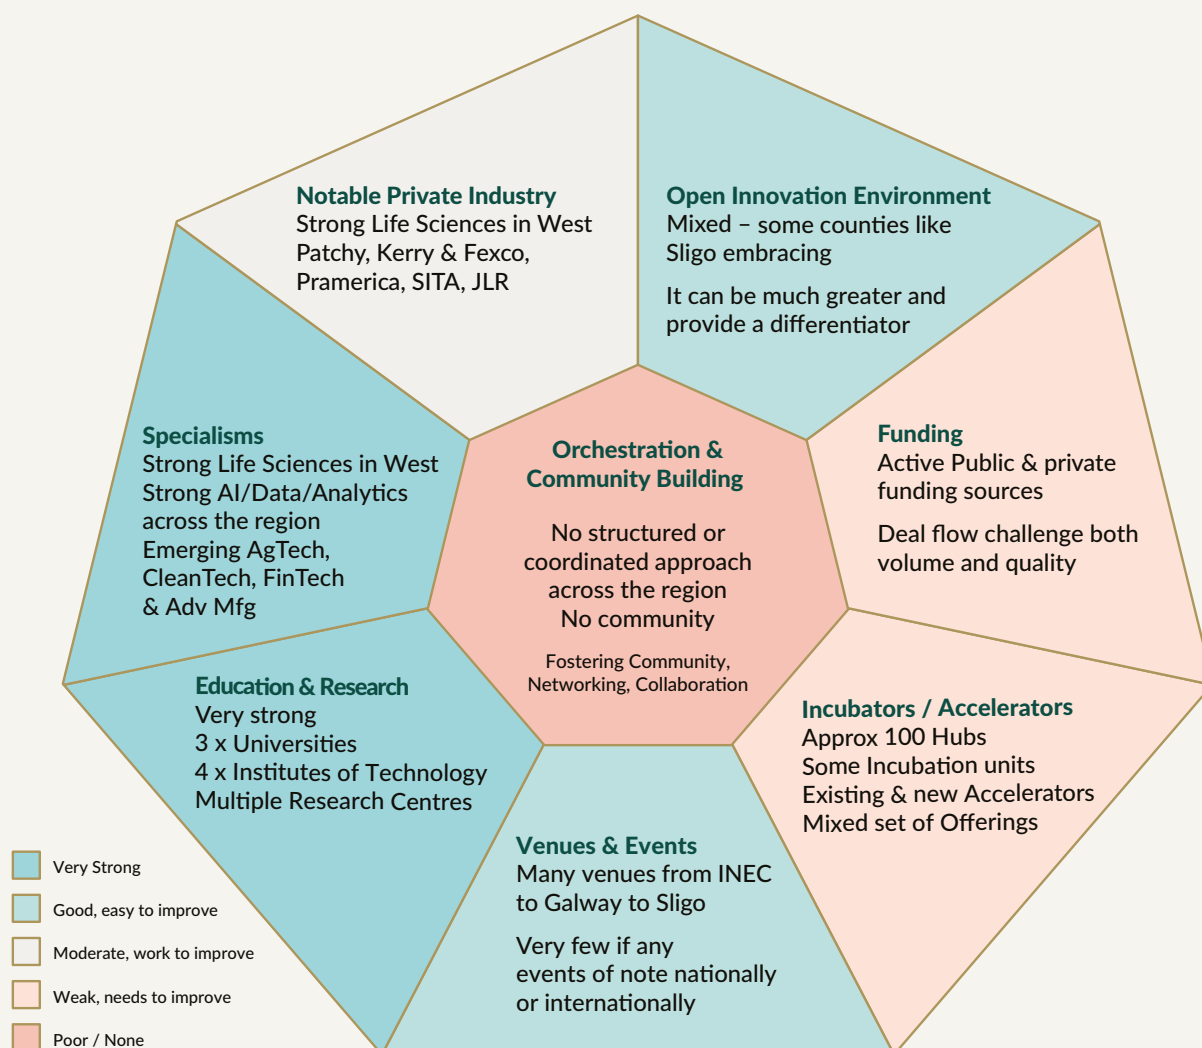 Notable Private Industry
Strong Life Sciences in West
Patchy, Kerry & Fexco,
Pramerica, SITA, JLR
Open Innovation Environment
Mixed – some counties like
Sligo embracing
It can be much greater and
provide a differentiator
Specialisms
Strong Life Sciences in West
Strong AI/Data/Analytics
across the region
Emerging AgTech,
CleanTech, FinTech
& Adv Mfg
Orchestration &
Community Building
No structured or
coordinated approach
across the region
No community
Fostering Community,
Networking, Collaboration
Funding
Active Public & private
funding sources
Deal flow challenge both
volume and quality
Education & Research
Very strong
3 x Universities
4 x Institutes of Technology
Multiple Research Centres
Incubators / Accelerators
Approx 100 Hubs
Some Incubation units
Existing & new Accelerators
Mixed set of Offerings
Venues & Events
Many venues from INEC
to Galway to Sligo
Very few if any
events of note nationally
or internationally
Very Strong
Good, easy to improve
Moderate, work to improve
Weak, needs to improve
Poor / None